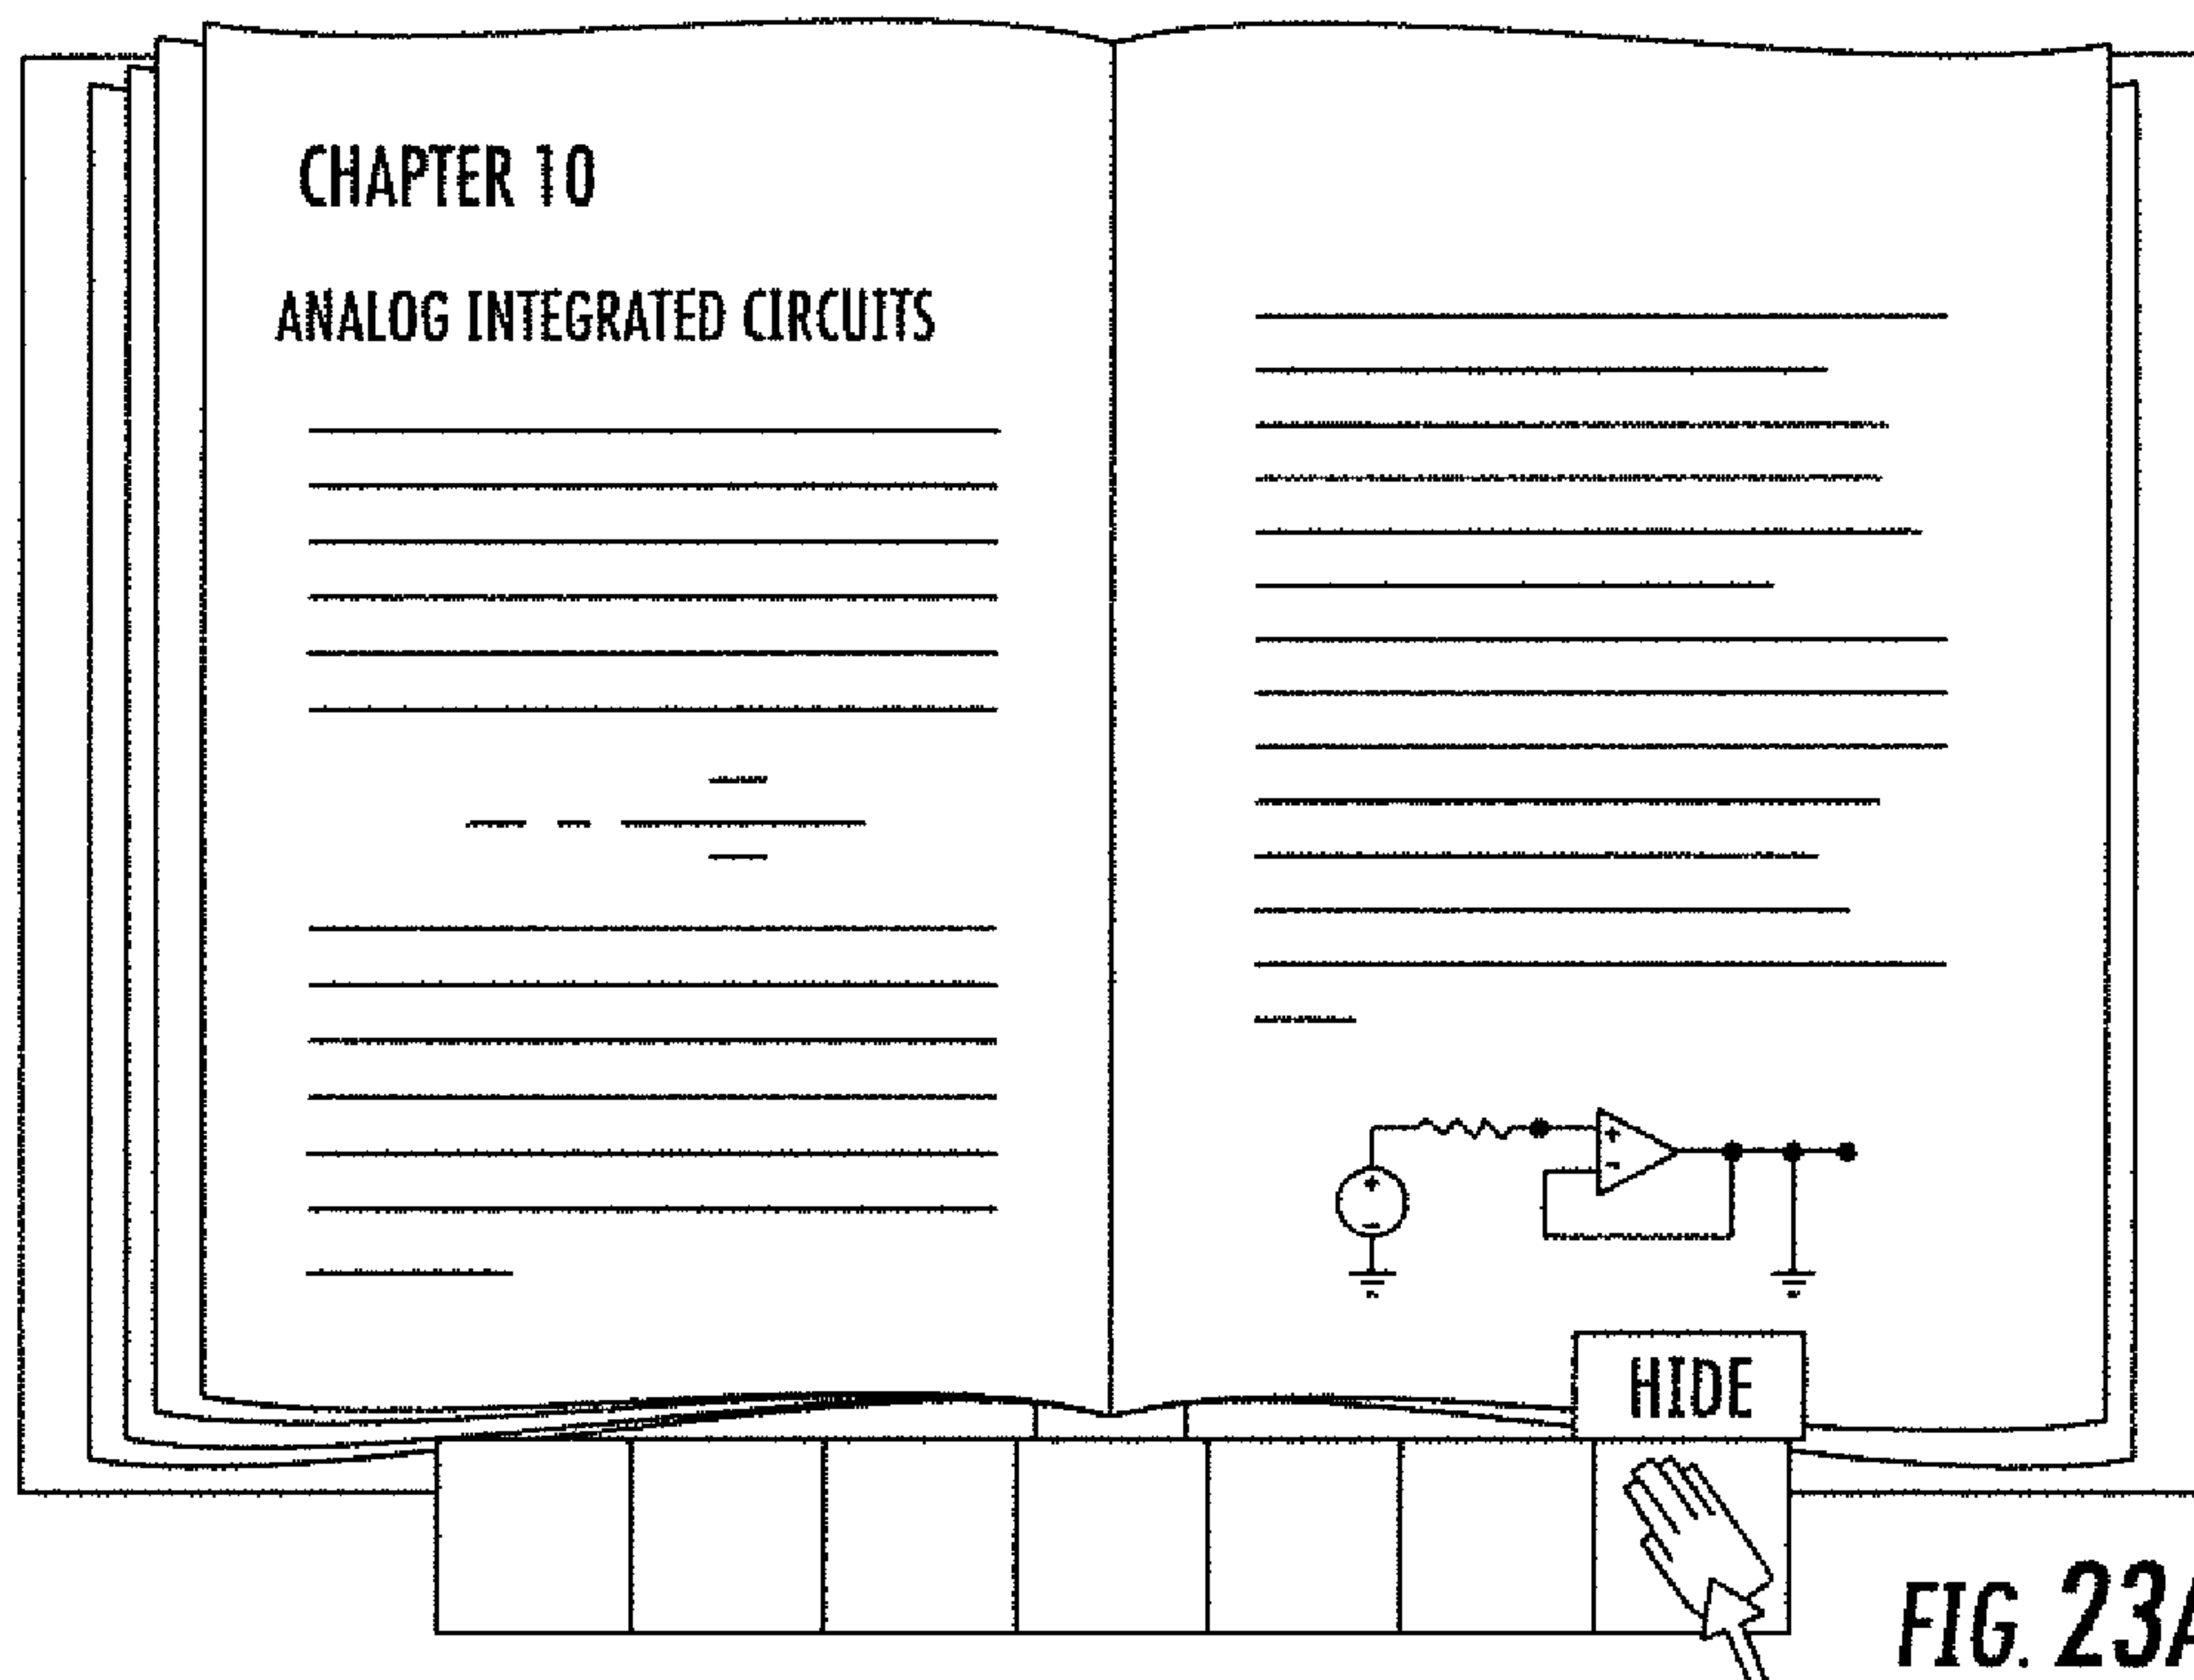 CHAPTER 10
ANALOG INTEGRATED CIRCUITS
+
-
+
-
HIDE
FIG. 23A